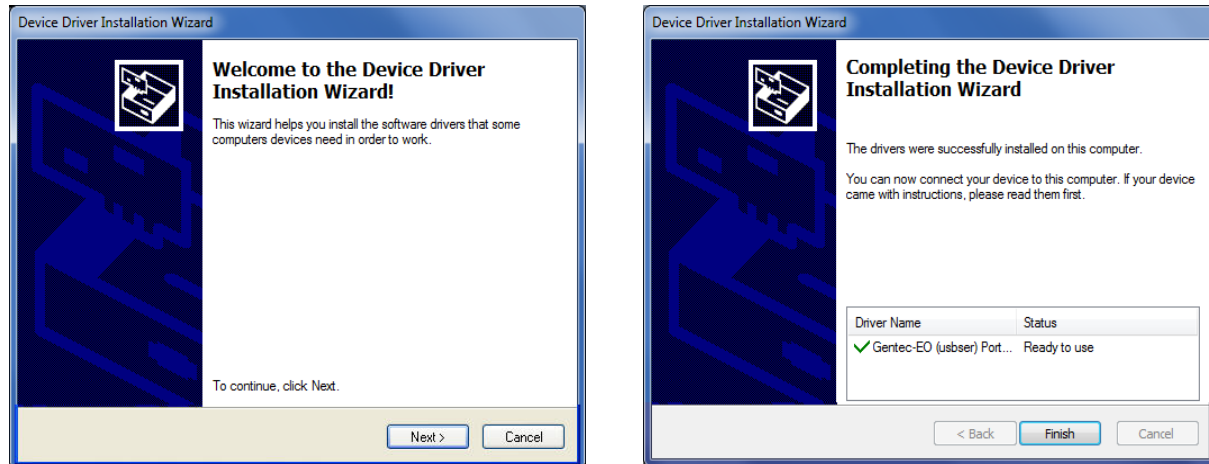 Device Driver Installation Wizard
Welcome to the Device Driver
Installation Wizard!
This wizard helps you install the software drivers that some
computers devices need in order to work.
To continue, click Next.
Next >
Cancel
Device Driver Installation Wizard
Completing the Device Driver
Installation Wizard
The drivers were successfully installed on this computer.
You can now connect your device to this computer. If your device
came with instructions, please read them first.
Driver Name Status
Gentec-EO (usbser) Port... Ready to use
< Back
Finish
Cancel